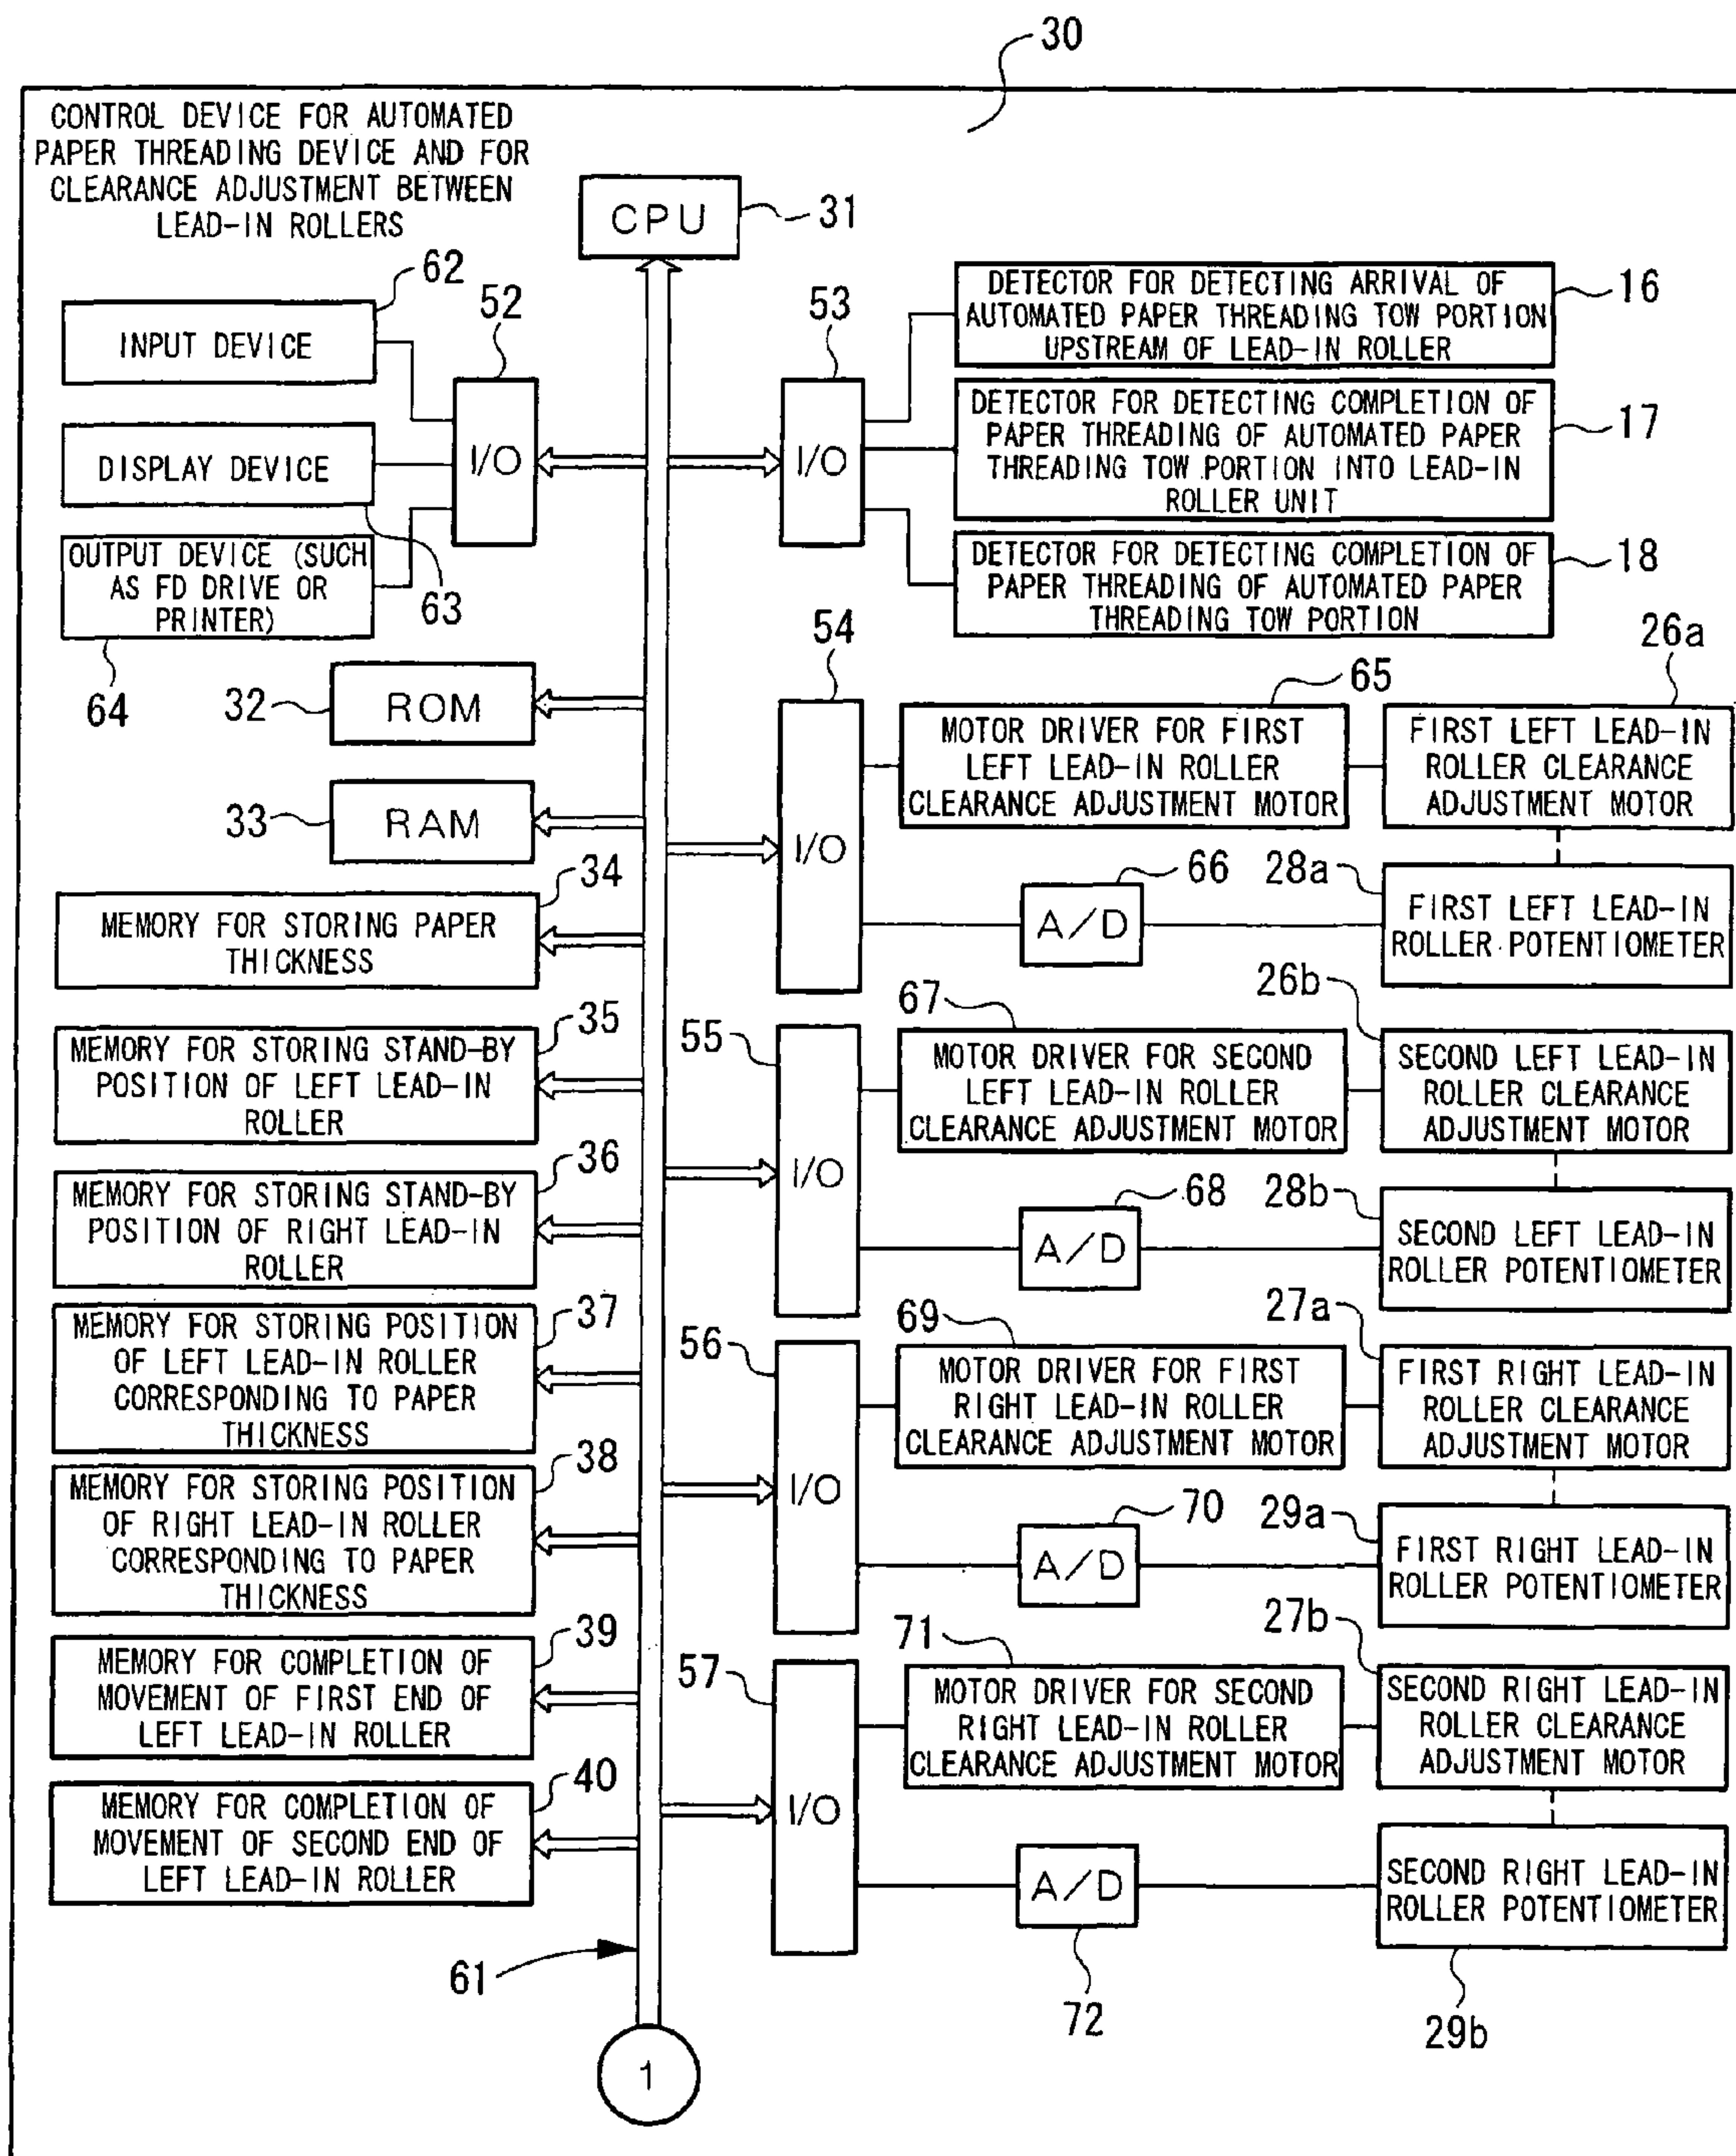 30
CONTROL DEVICE FOR AUTOMATED
PAPER THREADING DEVICE AND FOR
CLEARANCE ADJUSTMENT BETWEEN
LEAD-IN ROLLERS
CPU
31
62
INPUT DEVICE
52
I/O
DISPLAY DEVICE
63
OUTPUT DEVICE (SUCH
AS FD DRIVE OR
PRINTER)
64
53
I/O
DETECTOR FOR DETECTING ARRIVAL OF
AUTOMATED PAPER THREADING TOW PORTION
UPSTREAM OF LEAD-IN ROLLER
16
DETECTOR FOR DETECTING COMPLETION OF
PAPER THREADING OF AUTOMATED PAPER
THREADING TOW PORTION INTO LEAD-IN
ROLLER UNIT
17
DETECTOR FOR DETECTING COMPLETION OF
PAPER THREADING OF AUTOMATED PAPER
THREADING TOW PORTION
18
32
ROM
33
RAM
34
MEMORY FOR STORING PAPER
THICKNESS
35
MEMORY FOR STORING STAND-BY
POSITION OF LEFT LEAD-IN
ROLLER
36
MEMORY FOR STORING STAND-BY
POSITION OF RIGHT LEAD-IN
ROLLER
37
MEMORY FOR STORING POSITION
OF LEFT LEAD-IN ROLLER
CORRESPONDING TO PAPER
THICKNESS
38
MEMORY FOR STORING POSITION
OF RIGHT LEAD-IN ROLLER
CORRESPONDING TO PAPER
THICKNESS
39
MEMORY FOR COMPLETION OF
MOVEMENT OF FIRST END OF
LEFT LEAD-IN ROLLER
40
MEMORY FOR COMPLETION OF
MOVEMENT OF SECOND END OF
LEFT LEAD-IN ROLLER
61
1
54
I/O
65
MOTOR DRIVER FOR FIRST
LEFT LEAD-IN ROLLER
CLEARANCE ADJUSTMENT MOTOR
26a
FIRST LEFT LEAD-IN
ROLLER CLEARANCE
ADJUSTMENT MOTOR
66
A/D
28a
FIRST LEFT LEAD-IN
ROLLER POTENTIOMETER
55
I/O
67
MOTOR DRIVER FOR SECOND
LEFT LEAD-IN ROLLER
CLEARANCE ADJUSTMENT MOTOR
26b
SECOND LEFT LEAD-IN
ROLLER CLEARANCE
ADJUSTMENT MOTOR
68
A/D
28b
SECOND LEFT LEAD-IN
ROLLER POTENTIOMETER
56
I/O
69
MOTOR DRIVER FOR FIRST
RIGHT LEAD-IN ROLLER
CLEARANCE ADJUSTMENT MOTOR
27a
FIRST RIGHT LEAD-IN
ROLLER CLEARANCE
ADJUSTMENT MOTOR
70
A/D
29a
FIRST RIGHT LEAD-IN
ROLLER POTENTIOMETER
57
I/O
71
MOTOR DRIVER FOR SECOND
RIGHT LEAD-IN ROLLER
CLEARANCE ADJUSTMENT MOTOR
27b
SECOND RIGHT LEAD-IN
ROLLER CLEARANCE
ADJUSTMENT MOTOR
A/D
72
SECOND RIGHT LEAD-IN
ROLLER POTENTIOMETER
29b